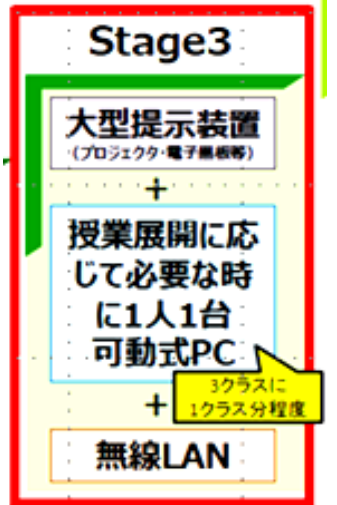 Stage3
大型提示装置
(プロジェクタ・電子黒板等)
+
授業展開に応
じて必要な時
に1人1台
可動式PC
3クラスに
1クラス分程度
+
無線LAN